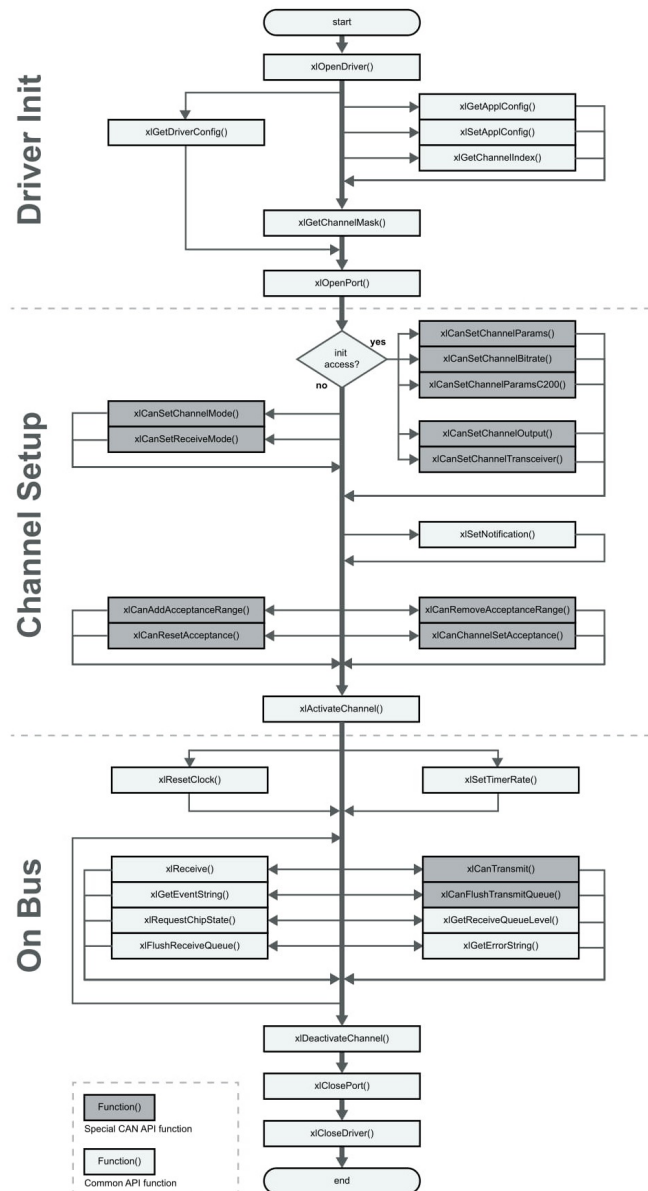 Driver Init
start
xlOpenDriver()
xlGetDriverConfig()
xlGetApplConfig()
xlSetApplConfig()
xlGetChannelIndex()
xlGetChannelMask()
xlOpenPort()
Channel Setup
init
access?
yes
no
xlCanSetChannelParams()
xlCanSetChannelBitrate()
xlCanSetChannelParamsC200()
xlCanSetChannelMode()
xlCanSetReceiveMode()
xlCanSetChannelOutput()
xlCanSetChannelTransceiver()
xlSetNotification()
xlCanAddAcceptanceRange()
xlCanResetAcceptance()
xlCanRemoveAcceptanceRange()
xlCanChannelSetAcceptance()
xlActivateChannel()
On Bus
xlResetClock()
xlSetTimerRate()
xlReceive()
xlGetEventString()
xlRequestChipState()
xlFlushReceiveQueue()
xlCanTransmit()
xlCanFlushTransmitQueue()
xlGetReceiveQueueLevel()
xlGetErrorString()
xlDeactivateChannel()
xlClosePort()
xlCloseDriver()
end
Function()
Special CAN API function
Function()
Common API function